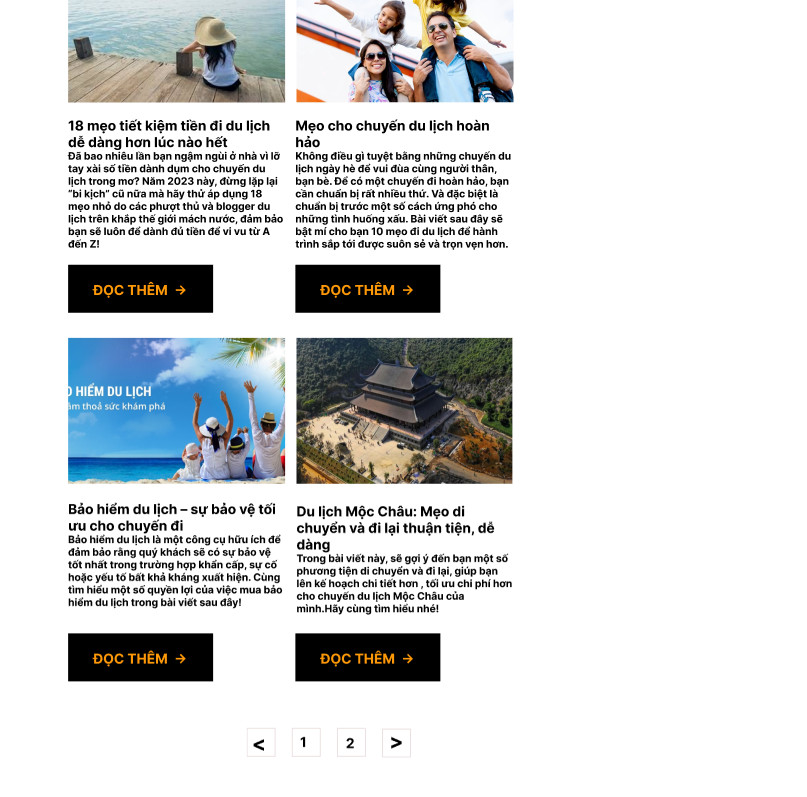 18 mẹo tiết kiệm tiền đi du lịch
dễ dàng hơn lúc nào hết
Đã bao nhiêu lần bạn ngậm ngùi ở nhà vì lỡ
tay xài số tiền dành dụm cho chuyến du
lịch trong mơ? Năm 2023 này, đừng lặp lại
“bi kịch” cũ nữa mà hãy thử áp dụng 18
mẹo nhỏ do các phượt thủ và blogger du
lịch trên khắp thế giới mách nước, đảm bảo
bạn sẽ luôn để dành đủ tiền để vi vu từ A
đến Z!
ĐỌC THÊM →
Mẹo cho chuyến du lịch hoàn
hảo
Không điều gì tuyệt bằng những chuyến du
lịch ngày hè để vui đùa cùng người thân,
bạn bè. Để có một chuyến đi hoàn hảo, bạn
cần chuẩn bị rất nhiều thứ. Và đặc biệt là
chuẩn bị trước một số cách ứng phó cho
những tình huống xấu. Bài viết sau đây sẽ
bật mí cho bạn 10 mẹo đi du lịch để hành
trình sắp tới được suôn sẻ và trọn vẹn hơn.
ĐỌC THÊM →
O HIỂM DU LỊCH
âm thoả sức khám phá
Bảo hiểm du lịch – sự bảo vệ tối
ưu cho chuyến đi
Bảo hiểm du lịch là một công cụ hữu ích để
đảm bảo rằng quý khách sẽ có sự bảo vệ
tốt nhất trong trường hợp khẩn cấp, sự cố
hoặc yếu tố bất khả kháng xuất hiện. Cùng
tìm hiểu một số quyền lợi của việc mua bảo
hiểm du lịch trong bài viết sau đây!
ĐỌC THÊM →
Du lịch Mộc Châu: Mẹo di
chuyển và đi lại thuận tiện, dễ
dàng
Trong bài viết này, sẽ gợi ý đến bạn một số
phương tiện di chuyển và đi lại, giúp bạn
lên kế hoạch chi tiết hơn , tối ưu chi phí hơn
cho chuyến du lịch Mộc Châu của
mình.Hãy cùng tìm hiểu nhé!
ĐỌC THÊM →
< 1 2 >